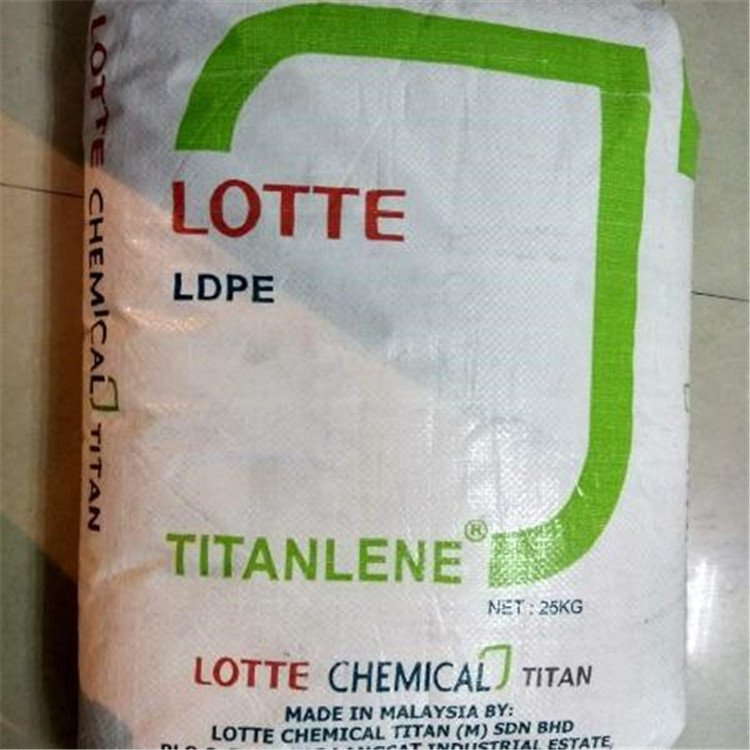 LOTTE CHEMICAL TITAN
LOTTE
LDPE
TITANLENE®
NET : 25KG
LOTTE CHEMICAL TITAN
MADE IN MALAYSIA BY:
LOTTE CHEMICAL TITAN (M) SDN BHD
INDUSTRIAL ESTATE,